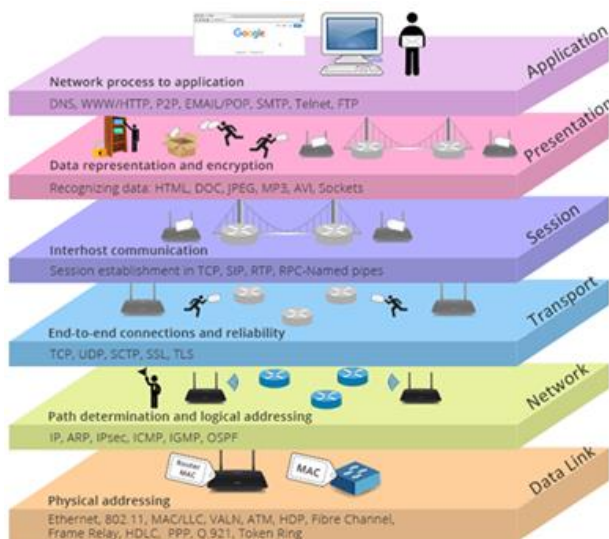 Google
Application
Network process to application
DNS, WWW/HTTP, P2P, EMAIL/POP, SMTP, Telnet, FTP
Presentation
Data representation and encryption
Recognizing data: HTML, DOC, JPEG, MP3, AVI, Sockets
Session
Interhost communication
Session establishment in TCP, SIP, RTP, RPC-Named pipes
Transport
End-to-end connections and reliability
TCP, UDP, SCTP, SSL, TLS
Network
Path determination and logical addressing
IP, ARP, IPsec, ICMP, IGMP, OSPF
Data Link
Router
MAC
MAC
Physical addressing
Ethernet, 802.11, MAC/LLC, VALN, ATM, HDP, Fibre Channel,
Frame Relay, HDLC, PPP, Q.921, Token Ring